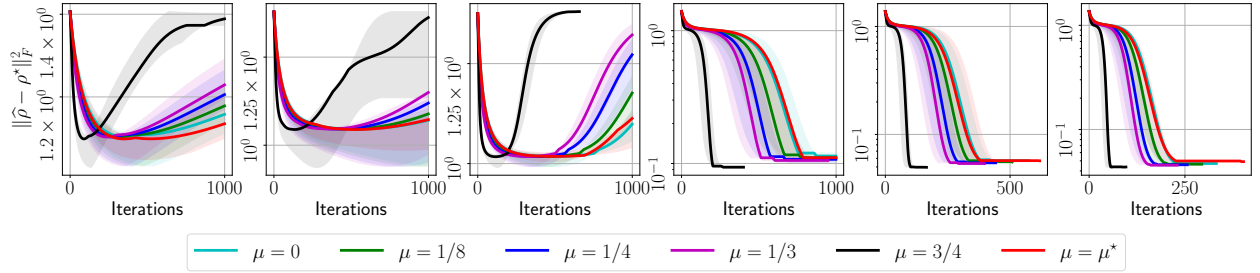 ‖ρ̂ − ρ⋆‖²_F
1.4 × 10⁰
1.2 × 10⁰
1.25 × 10⁰
10⁰
1.25 × 10⁰
10⁰
10⁰
10⁻¹
10⁰
10⁻¹
10⁰
10⁻¹
0 1000 0 1000 0 1000 0 1000 0 500 0 250
Iterations Iterations Iterations Iterations Iterations Iterations
μ = 0 μ = 1/8 μ = 1/4 μ = 1/3 μ = 3/4 μ = μ⋆